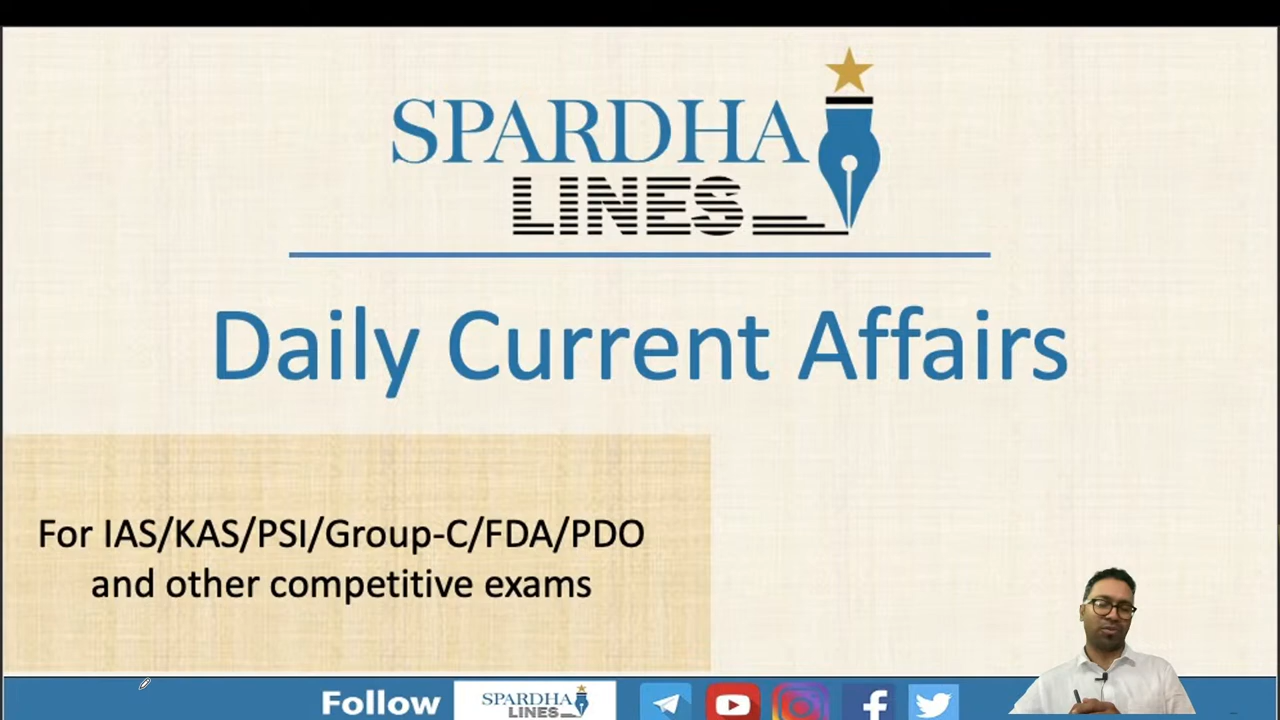 SPARDHA
LINES
Daily Current Affairs
For IAS/KAS/PSI/Group-C/FDA/PDO
and other competitive exams
Follow
SPARDHA
LINES